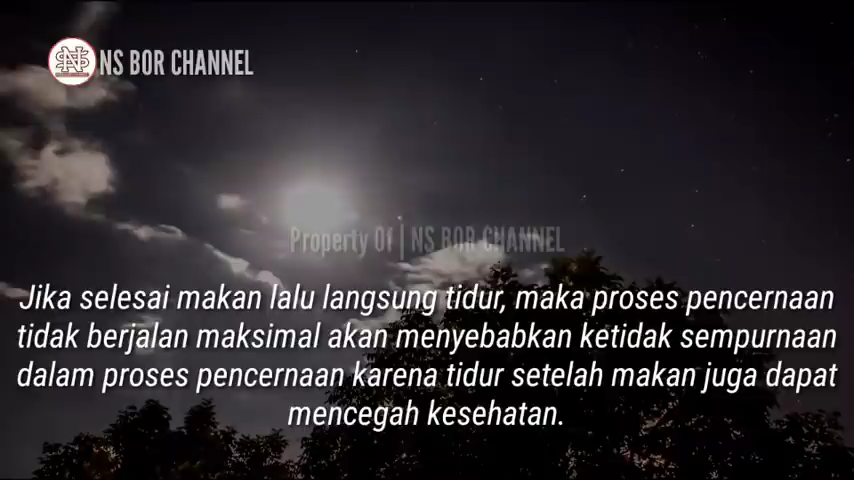 NS BOR CHANNEL
Property Of | NS BOR CHANNEL
Jika selesai makan lalu langsung tidur, maka proses pencernaan
tidak berjalan maksimal akan menyebabkan ketidak sempurnaan
dalam proses pencernaan karena tidur setelah makan juga dapat
mencegah kesehatan.